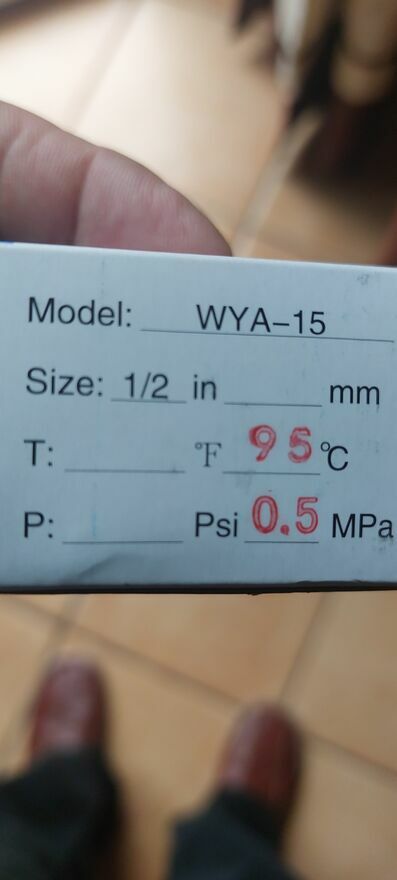 Model: WYA-15
Size: 1/2 in mm
T: °F 95 °C
P: Psi 0.5 MPa